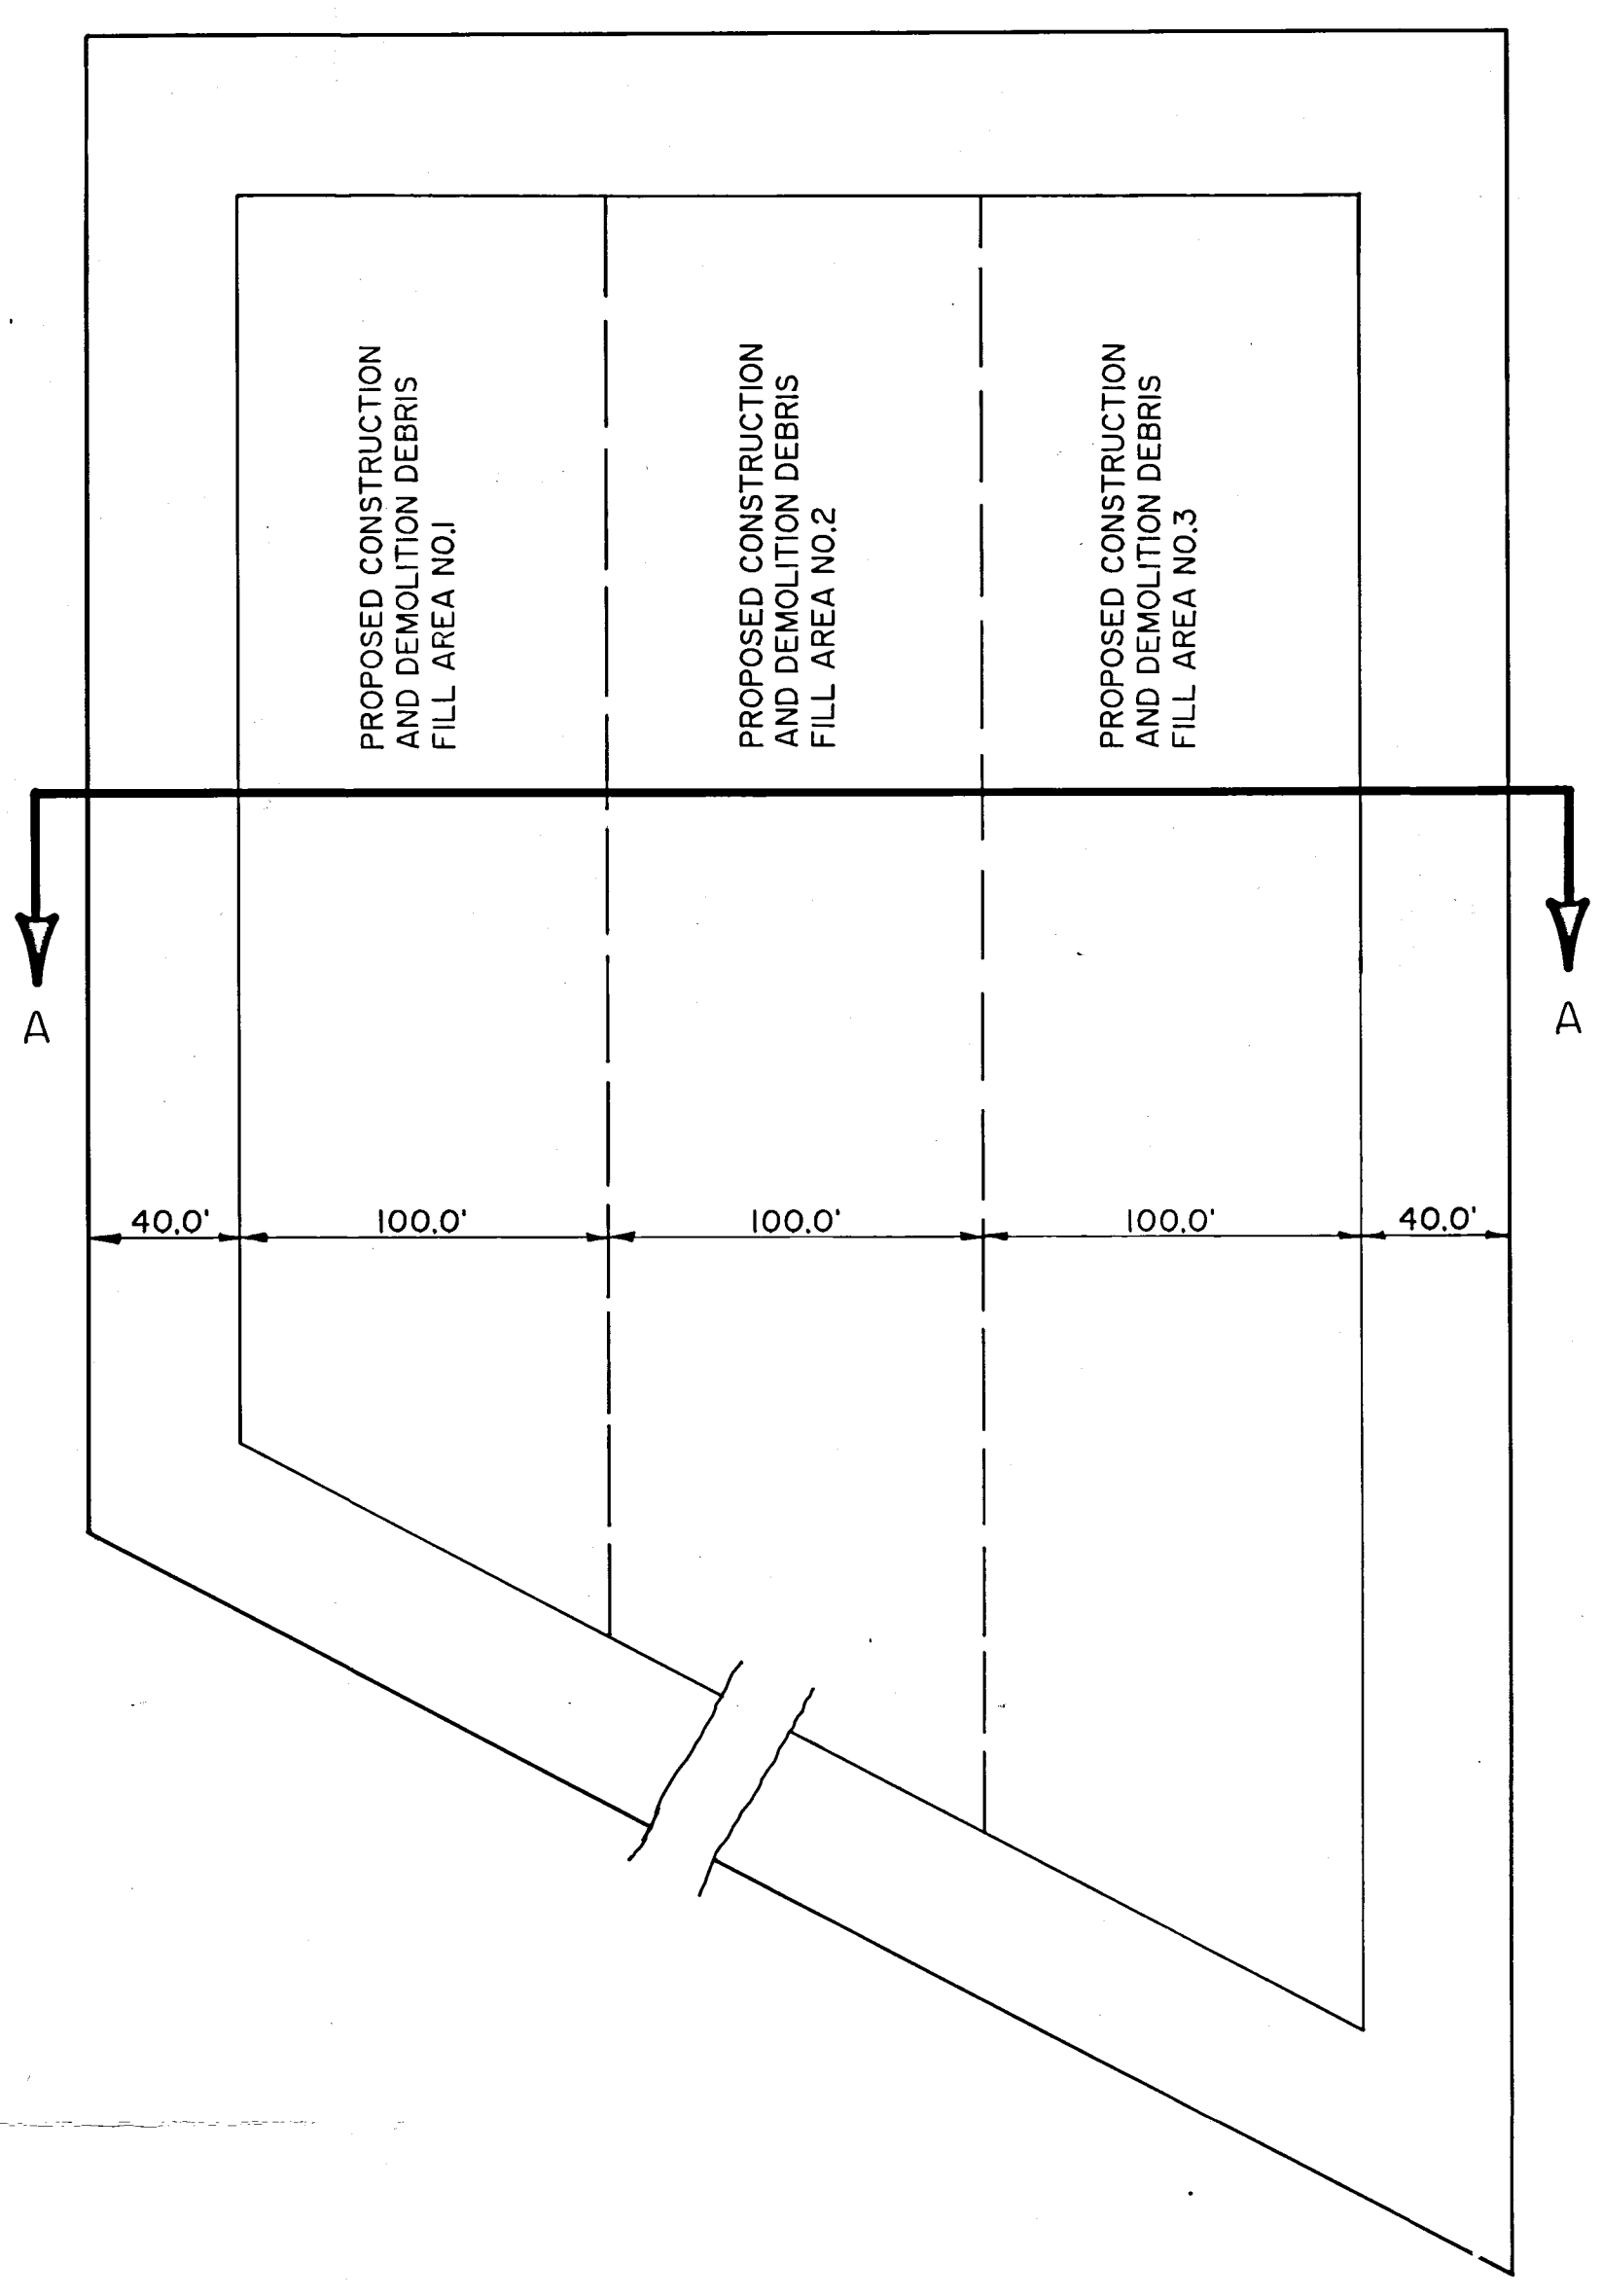 PROPOSED CONSTRUCTION
AND DEMOLITION DEBRIS
FILL AREA NO.1
PROPOSED CONSTRUCTION
AND DEMOLITION DEBRIS
FILL AREA NO.2
PROPOSED CONSTRUCTION
AND DEMOLITION DEBRIS
FILL AREA NO.3
A
A
40.0'
100.0'
100.0'
100.0'
40.0'